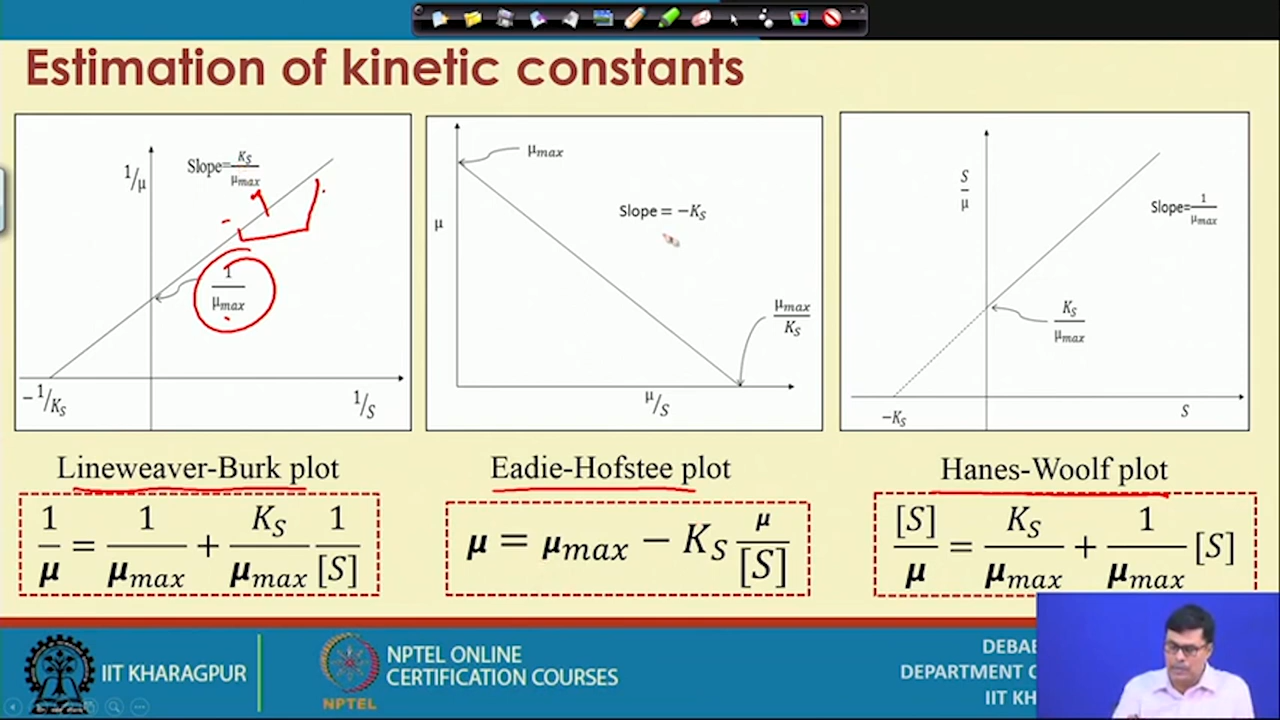 Estimation of kinetic constants
1/μ
Slope=K_S/μ_max
1/μ_max
-1/K_S
1/S
μ_max
μ
Slope = −K_S
μ_max/K_S
μ/S
S/μ
Slope=1/μ_max
K_S/μ_max
−K_S
S
Lineweaver-Burk plot
Eadie-Hofstee plot
Hanes-Woolf plot
1/μ = 1/μ_max + K_S/μ_max 1/[S]
μ = μ_max − K_S μ/[S]
[S]/μ = K_S/μ_max + 1/μ_max [S]
IIT KHARAGPUR
NPTEL
NPTEL ONLINE
CERTIFICATION COURSES
DEBA
DEPARTMENT
IIT KH